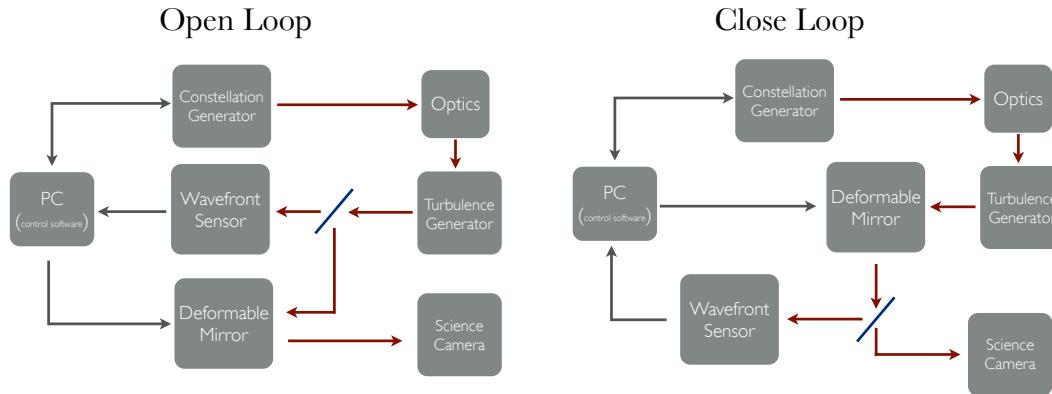 Open Loop
Constellation
Generator
Optics
PC
(control software)
Wavefront
Sensor
Turbulence
Generator
Deformable
Mirror
Science
Camera
Close Loop
Constellation
Generator
Optics
PC
(control software)
Deformable
Mirror
Turbulence
Generator
Wavefront
Sensor
Science
Camera